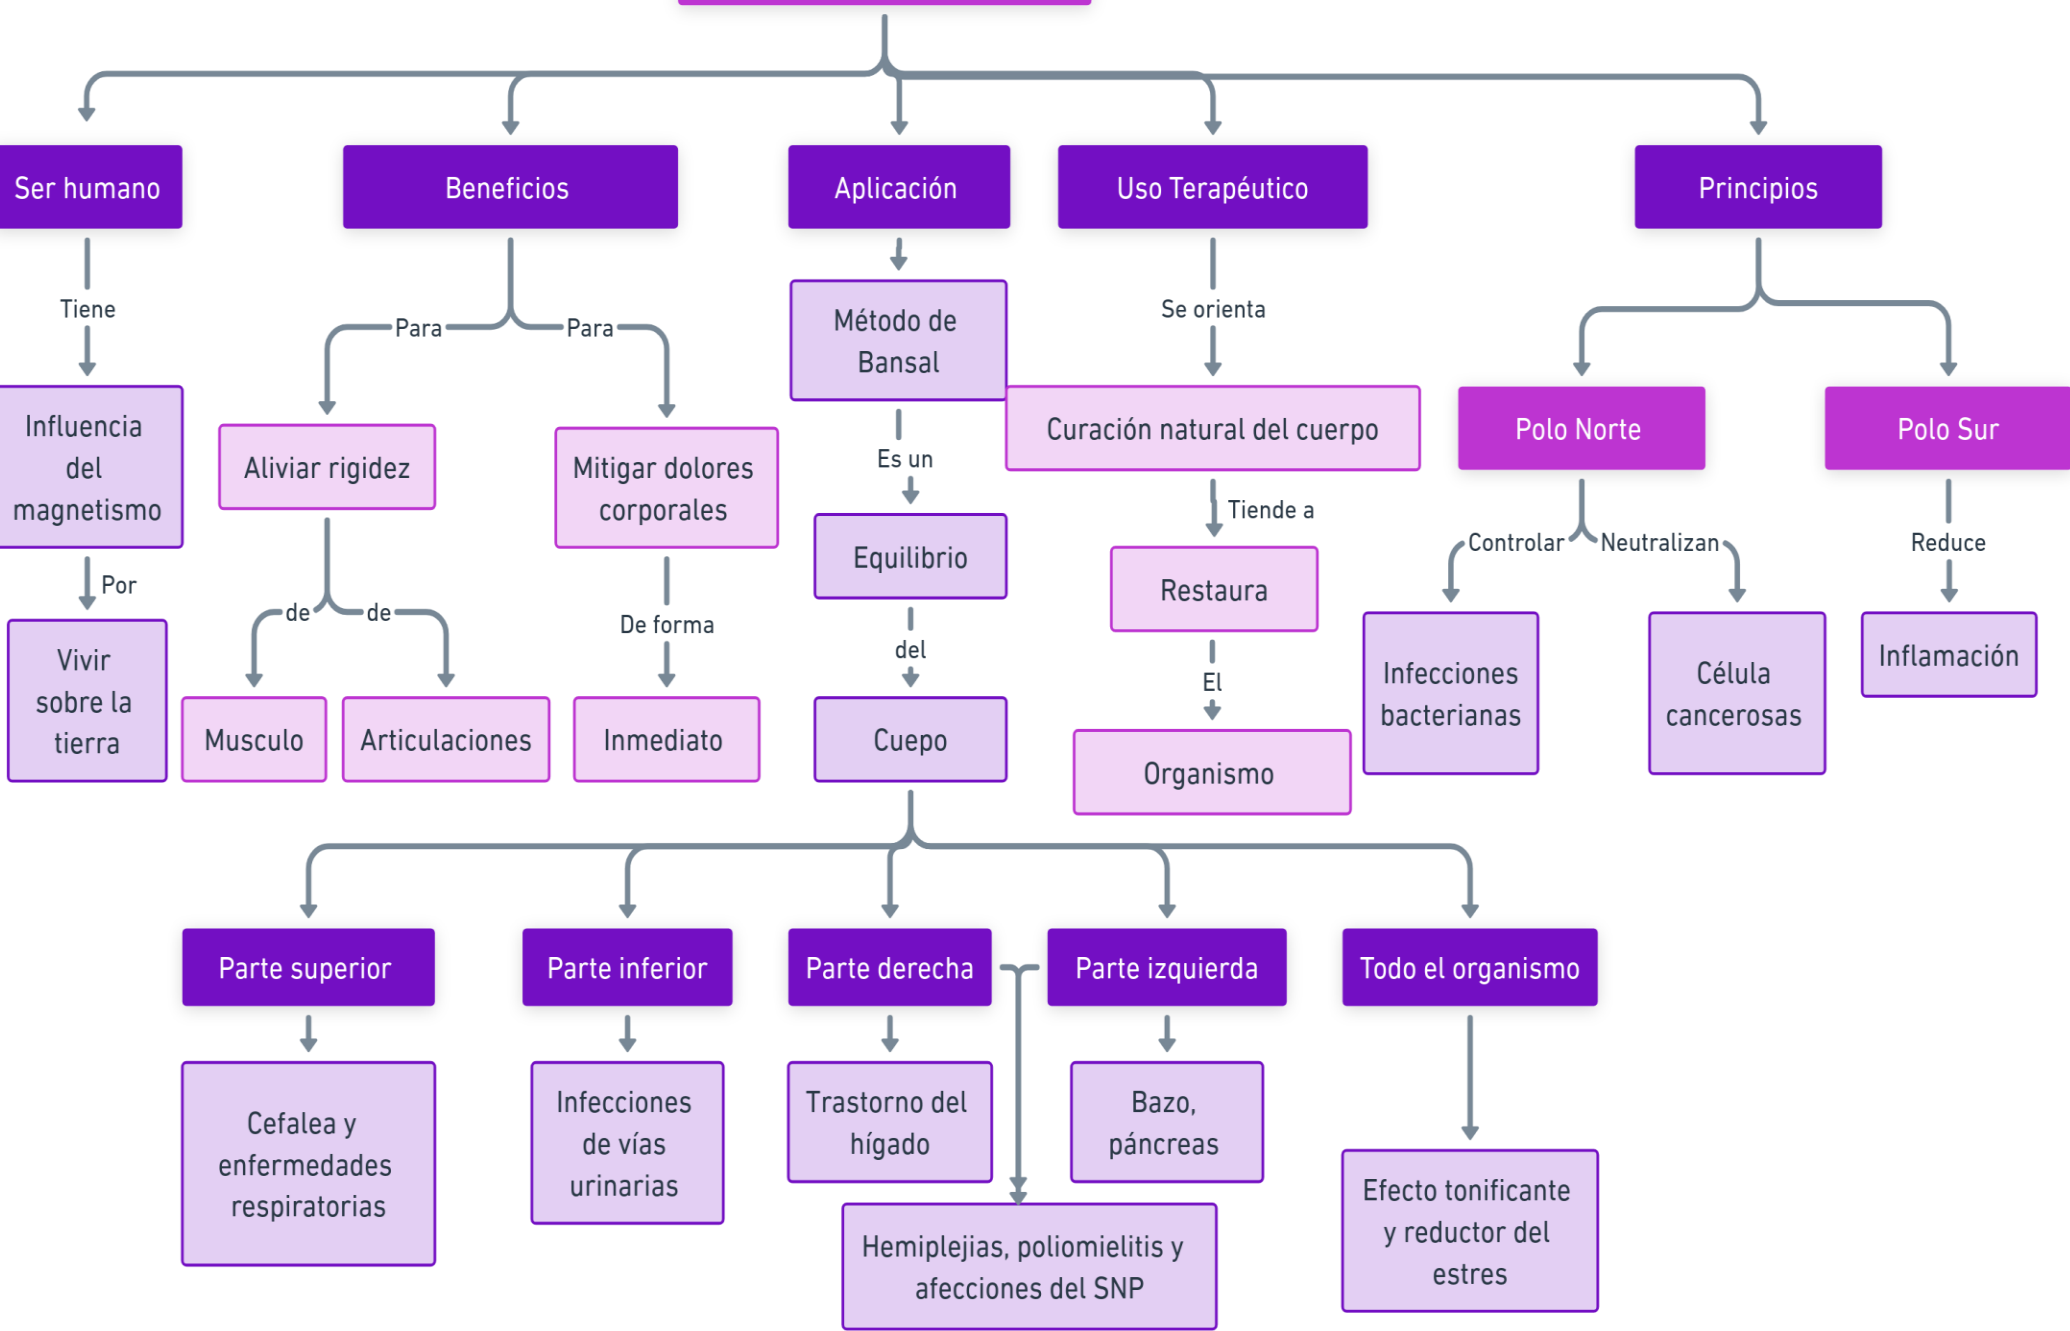 Ser humano
Beneficios
Aplicación
Uso Terapéutico
Principios
Tiene
Para
Para
Se orienta
Método de
Bansal
Influencia
del
magnetismo
Aliviar rigidez
Mitigar dolores
corporales
Es un
Curación natural del cuerpo
Polo Norte
Polo Sur
Tiende a
Controlar
Neutralizan
Reduce
Por
Equilibrio
Restaura
de
de
De forma
del
El
Vivir
sobre la
tierra
Musculo
Articulaciones
Inmediato
Cuepo
Organismo
Infecciones
bacterianas
Célula
cancerosas
Inflamación
Parte superior
Parte inferior
Parte derecha
Parte izquierda
Todo el organismo
Cefalea y
enfermedades
respiratorias
Infecciones
de vías
urinarias
Trastorno del
hígado
Bazo,
páncreas
Hemiplejias, poliomielitis y
afecciones del SNP
Efecto tonificante
y reductor del
estres